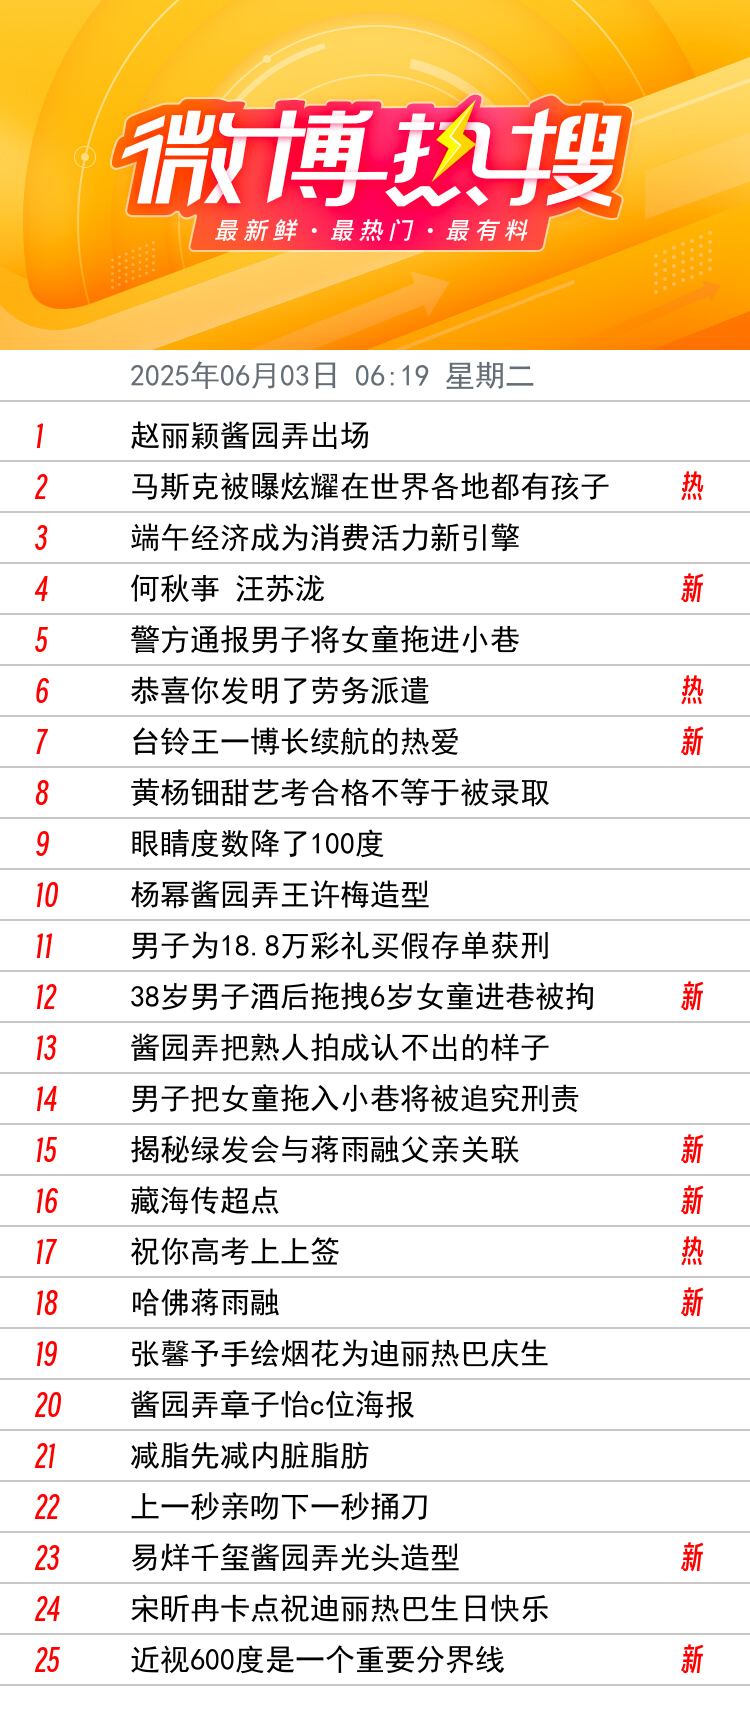 微博热搜
最新鲜·最热门·最有料
2025年06月03日 06:19 星期二
1 赵丽颖酱园弄出场
2 马斯克被曝炫耀在世界各地都有孩子 热
3 端午经济成为消费活力新引擎
4 何秋亊 汪苏泷 新
5 警方通报男子将女童拖进小巷
6 恭喜你发明了劳务派遣 热
7 台铃王一博长续航的热爱 新
8 黄杨钿甜艺考合格不等于被录取
9 眼睛度数降了100度
10 杨幂酱园弄王许梅造型
11 男子为18.8万彩礼买假存单获刑
12 38岁男子酒后拖拽6岁女童进巷被拘 新
13 酱园弄把熟人拍成认不出的样子
14 男子把女童拖入小巷将被追究刑责
15 揭秘绿发会与蒋雨融父亲关联 新
16 藏海传超点 新
17 祝你高考上上签 热
18 哈佛蒋雨融 新
19 张馨予手绘烟花为迪丽热巴庆生
20 酱园弄章子怡c位海报
21 减脂先减内脏脂肪
22 上一秒亲吻下一秒捅刀
23 易烊千玺酱园弄光头造型 新
24 宋昕冉卡点祝迪丽热巴生日快乐
25 近视600度是一个重要分界线 新